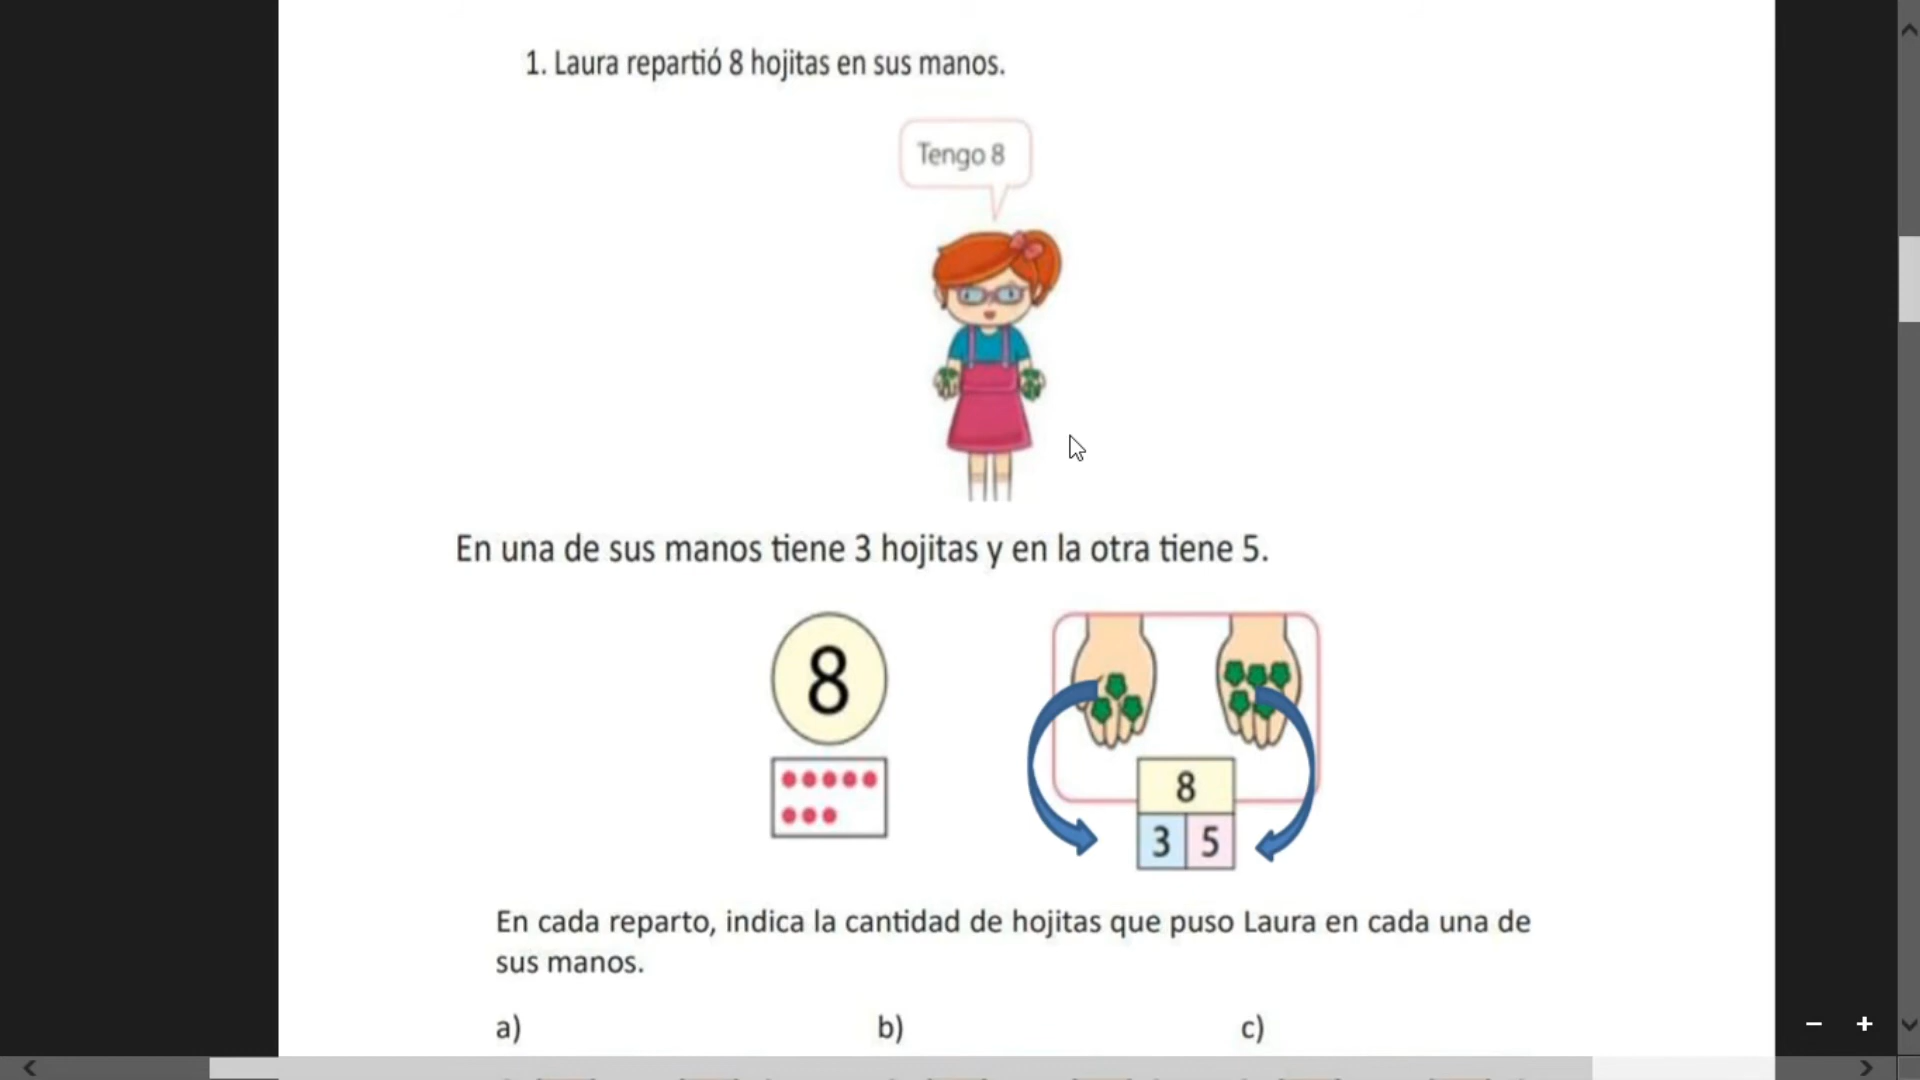 1. Laura repartió 8 hojitas en sus manos.
Tengo 8
En una de sus manos tiene 3 hojitas y en la otra tiene 5.
8
8
3 5
En cada reparto, indica la cantidad de hojitas que puso Laura en cada una de
sus manos.
a) b) c)